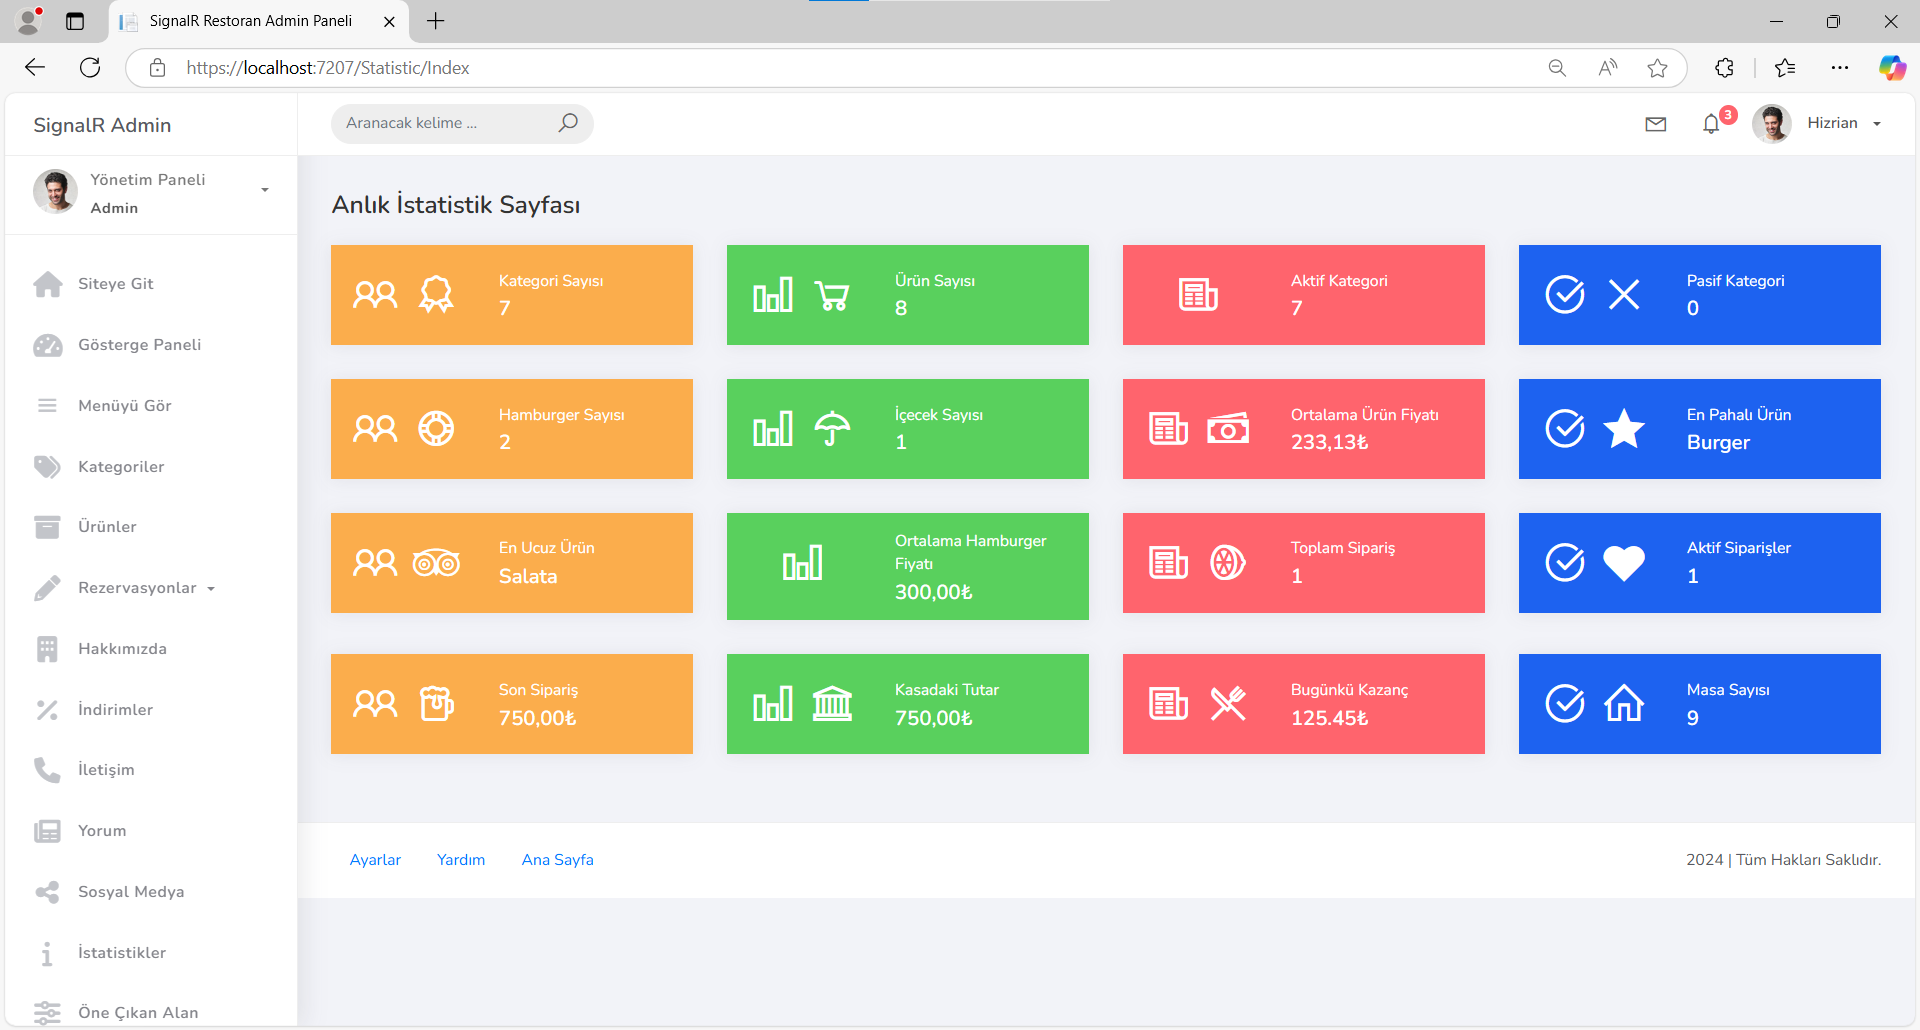 SignalR Restoran Admin Paneli
https://localhost:7207/Statistic/Index
SignalR Admin
Aranacak kelime ...
3
Hizrian
Yönetim Paneli
Admin
Siteye Git
Gösterge Paneli
Menüyü Gör
Kategoriler
Ürünler
Rezervasyonlar
Hakkımızda
İndirimler
İletişim
Yorum
Sosyal Medya
İstatistikler
Öne Çıkan Alan
Anlık İstatistik Sayfası
Kategori Sayısı
7
Ürün Sayısı
8
Aktif Kategori
7
Pasif Kategori
0
Hamburger Sayısı
2
İçecek Sayısı
1
Ortalama Ürün Fiyatı
233,13₺
En Pahalı Ürün
Burger
En Ucuz Ürün
Salata
Ortalama Hamburger
Fiyatı
300,00₺
Toplam Sipariş
1
Aktif Siparişler
1
Son Sipariş
750,00₺
Kasadaki Tutar
750,00₺
Bugünkü Kazanç
125.45₺
Masa Sayısı
9
Ayarlar
Yardım
Ana Sayfa
2024 | Tüm Hakları Saklıdır.